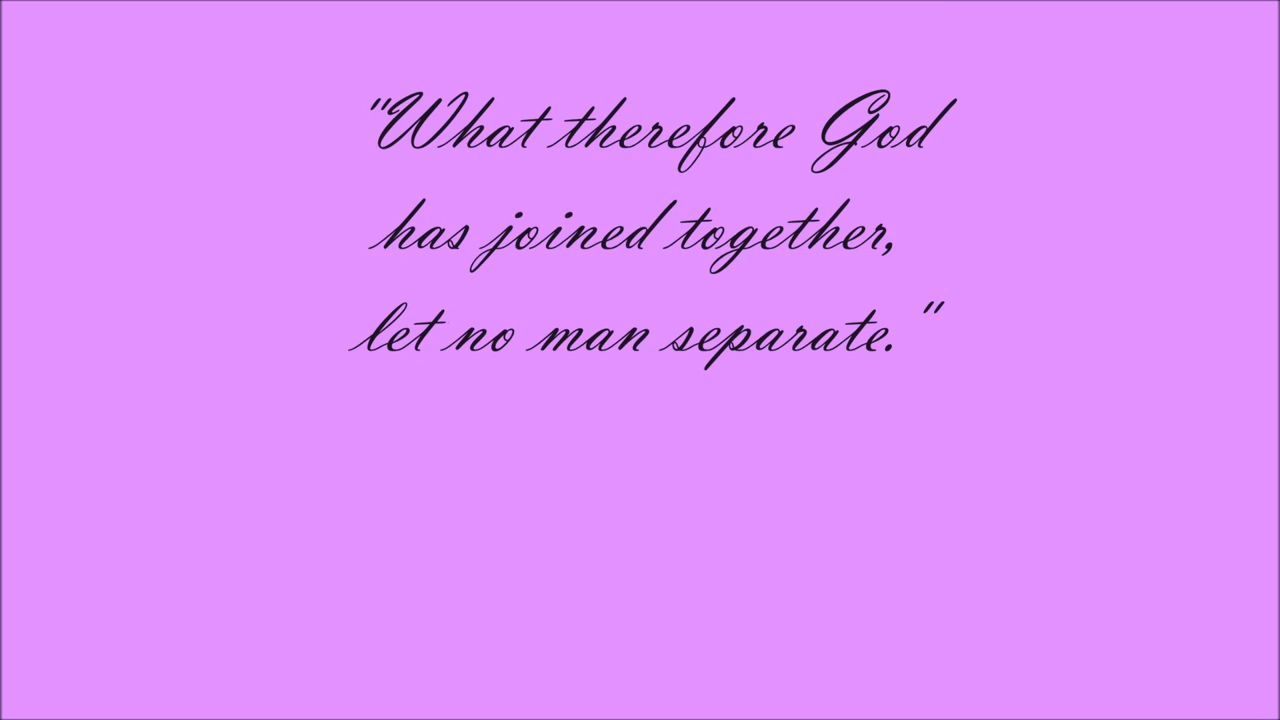 "What therefore God
has joined together,
let no man separate."